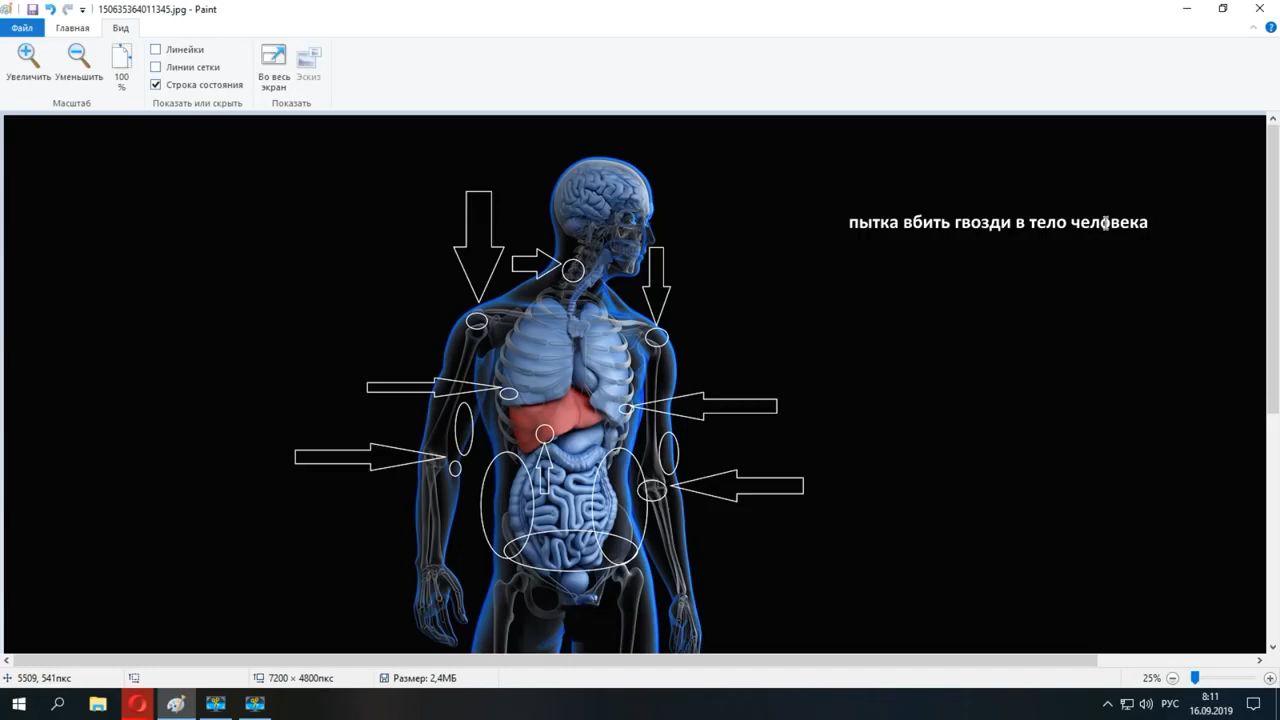 150635364011345.jpg - Paint
Файл Главная Вид
Увеличить Уменьшить 100 %
Масштаб
Линейки
Линии сетки
Строка состояния
Показать или скрыть
Во весь экран Эскиз
Показать
пытка вбить гвозди в тело человека
5509, 541пкс 7200 × 4800пкс Размер: 2,4МБ 25%
РУС 8:11
16.09.2019